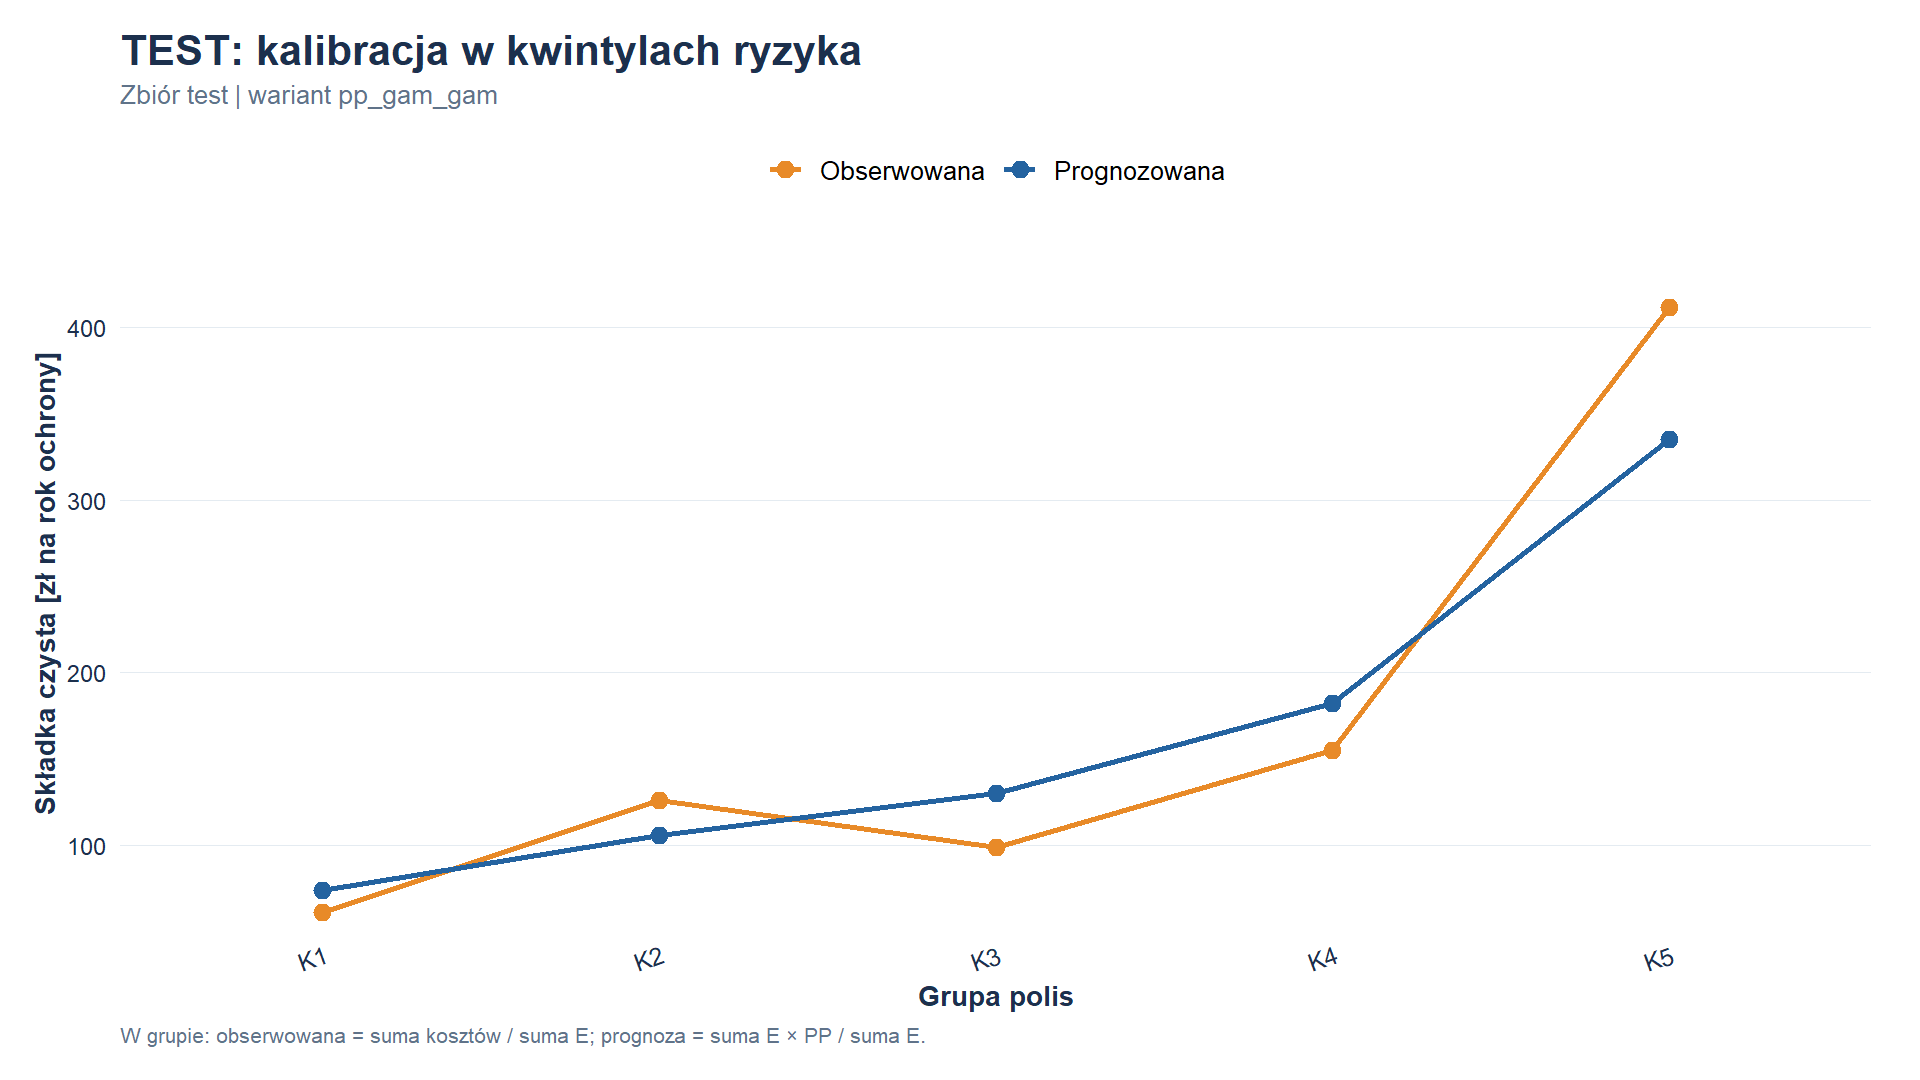 TEST: kalibracja w kwintylach ryzyka
Zbiór test | wariant pp_gam_gam
Obserwowana
Prognozowana
Składka czysta [zł na rok ochrony]
400
300
200
100
K1
K2
K3
K4
K5
Grupa polis
W grupie: obserwowana = suma kosztów / suma E; prognoza = suma E × PP / suma E.